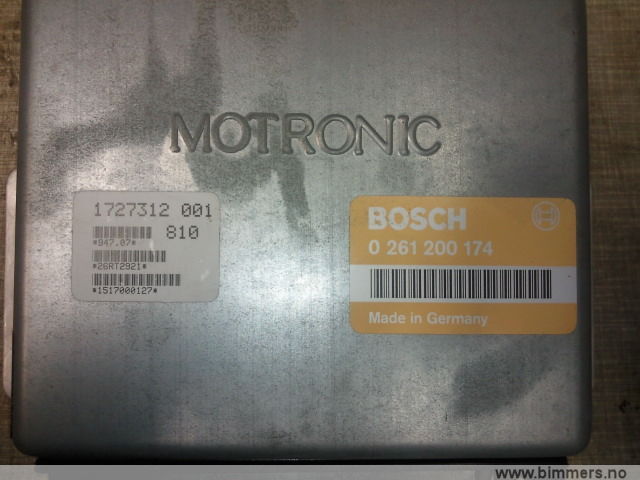 MOTRONIC
1727312 001
810
*947.07*
*26RT2921*
*1517000127*
BOSCH
0 261 200 174
Made in Germany
www.bimmers.no